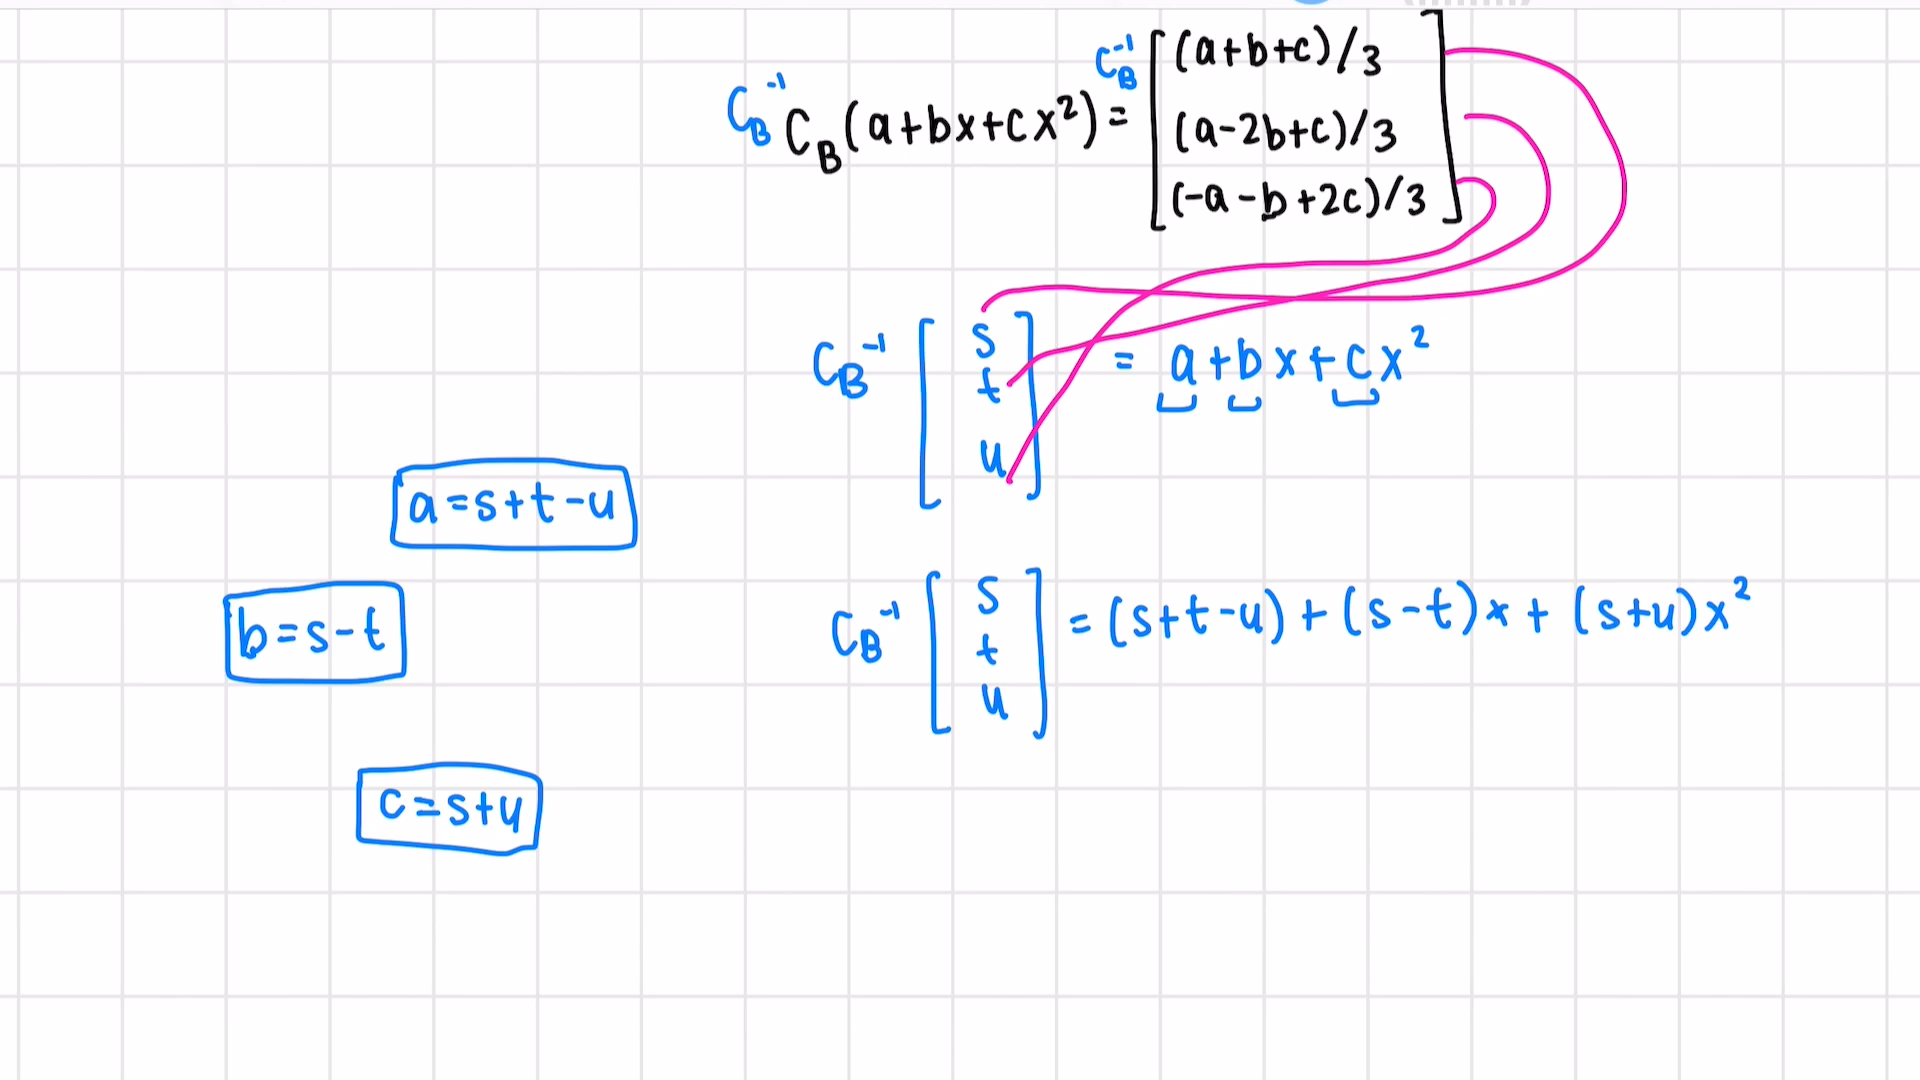 C_B^{-1} C_B(a+bx+cx²) = C_B^{-1} [(a+b+c)/3
(a-2b+c)/3
(-a-b+2c)/3]
C_B^{-1} [s
t
u] = a+bx+cx²
a=s+t-u
b=s-t
c=s+u
C_B^{-1} [s
t
u] = (s+t-u)+(s-t)x+(s+u)x²